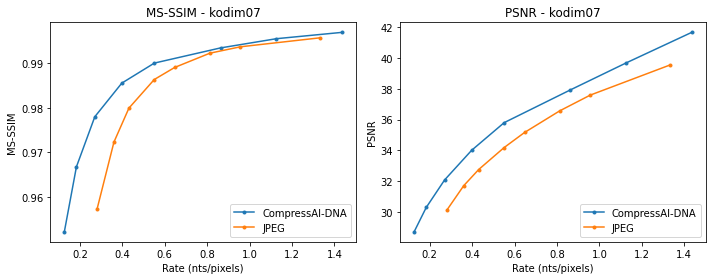 MS-SSIM - kodim07
MS-SSIM
0.99
0.98
0.97
0.96
0.2 0.4 0.6 0.8 1.0 1.2 1.4
Rate (nts/pixels)
CompressAI-DNA
JPEG
PSNR - kodim07
PSNR
42
40
38
36
34
32
30
0.2 0.4 0.6 0.8 1.0 1.2 1.4
Rate (nts/pixels)
CompressAI-DNA
JPEG